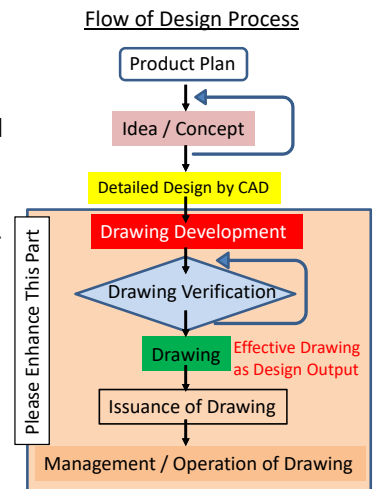 Flow of Design Process
Product Plan
Idea / Concept
Detailed Design by CAD
Drawing Development
Drawing Verification
Drawing
Effective Drawing
as Design Output
Issuance of Drawing
Management / Operation of Drawing
Please Enhance This Part